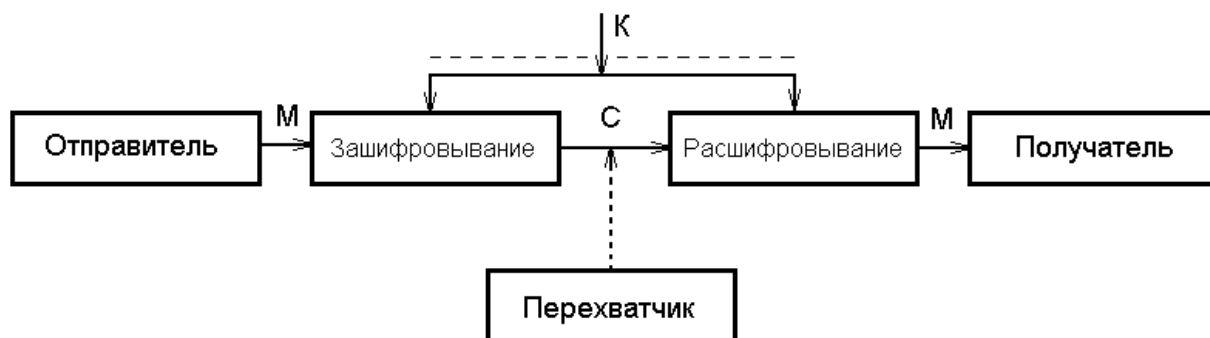 К
М
С
М
Отправитель
Зашифровывание
Расшифровывание
Получатель
Перехватчик